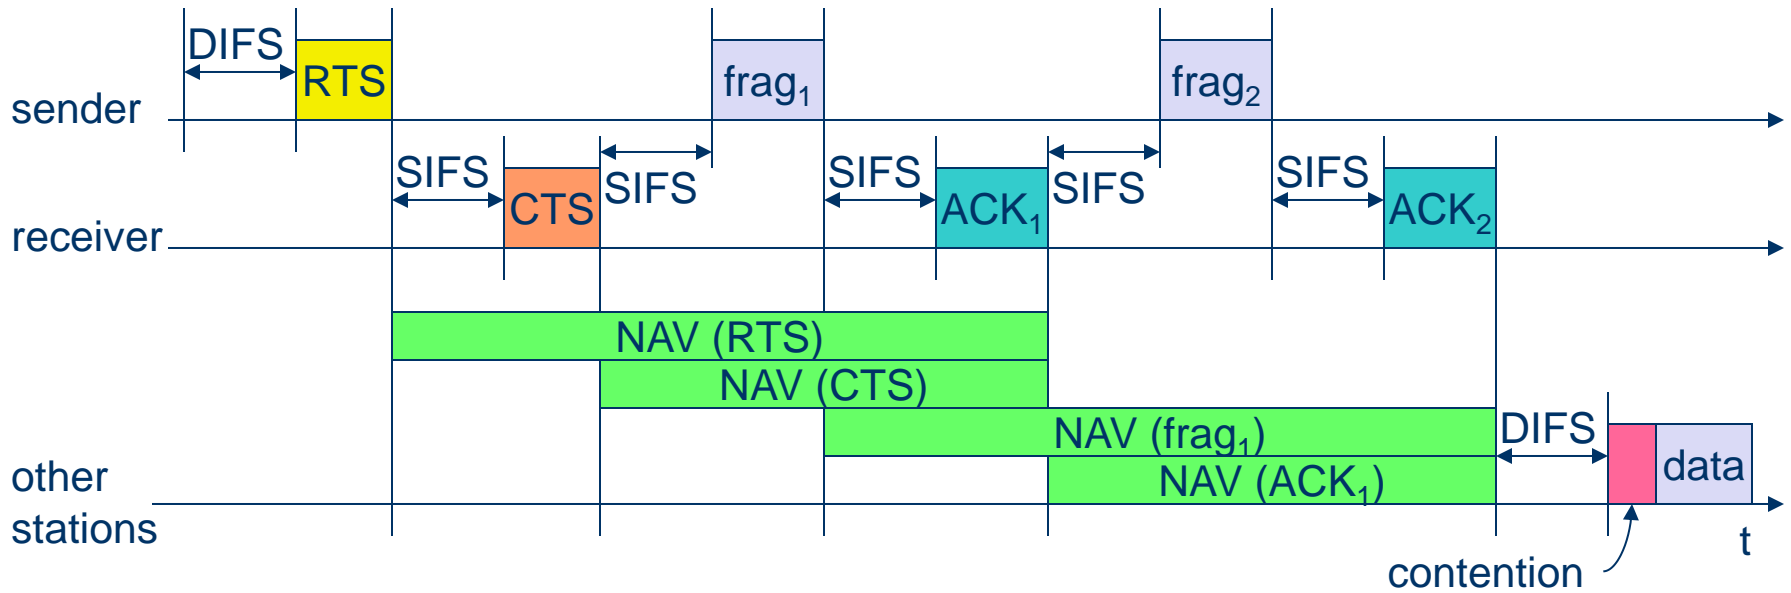 DIFS
RTS
frag₁
frag₂
sender
SIFS
CTS
SIFS
SIFS
ACK₁
SIFS
SIFS
ACK₂
receiver
NAV (RTS)
NAV (CTS)
NAV (frag₁)
NAV (ACK₁)
DIFS
data
other
stations
t
contention